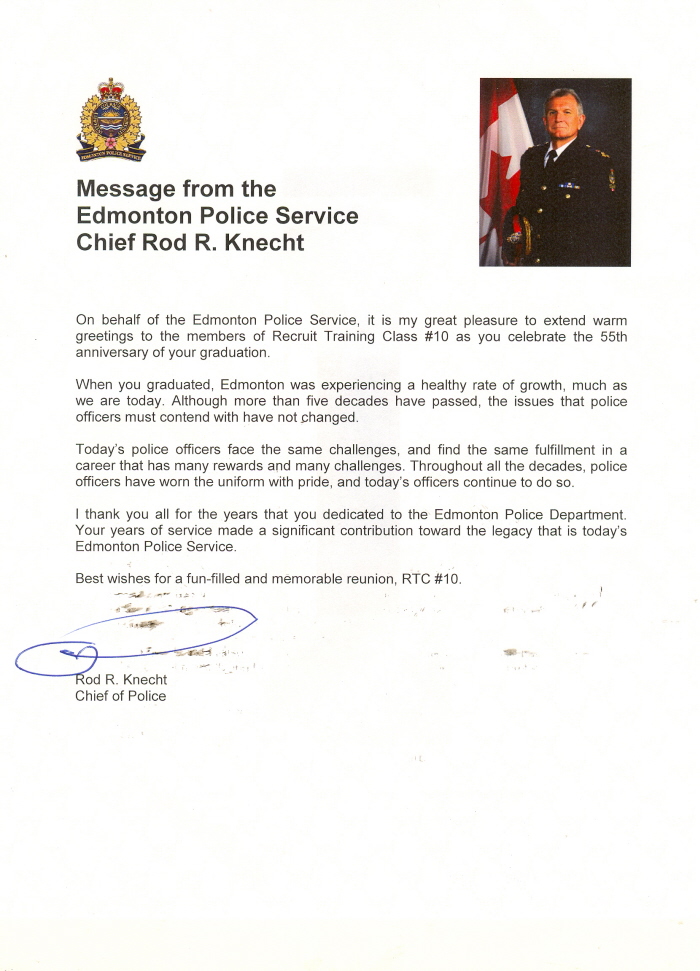 EDMONTON POLICE SERVICE
Message from the
Edmonton Police Service
Chief Rod R. Knecht
On behalf of the Edmonton Police Service, it is my great pleasure to extend warm
greetings to the members of Recruit Training Class #10 as you celebrate the 55th
anniversary of your graduation.
When you graduated, Edmonton was experiencing a healthy rate of growth, much as
we are today. Although more than five decades have passed, the issues that police
officers must contend with have not changed.
Today's police officers face the same challenges, and find the same fulfillment in a
career that has many rewards and many challenges. Throughout all the decades, police
officers have worn the uniform with pride, and today's officers continue to do so.
I thank you all for the years that you dedicated to the Edmonton Police Department.
Your years of service made a significant contribution toward the legacy that is today's
Edmonton Police Service.
Best wishes for a fun-filled and memorable reunion, RTC #10.
Rod R. Knecht
Chief of Police